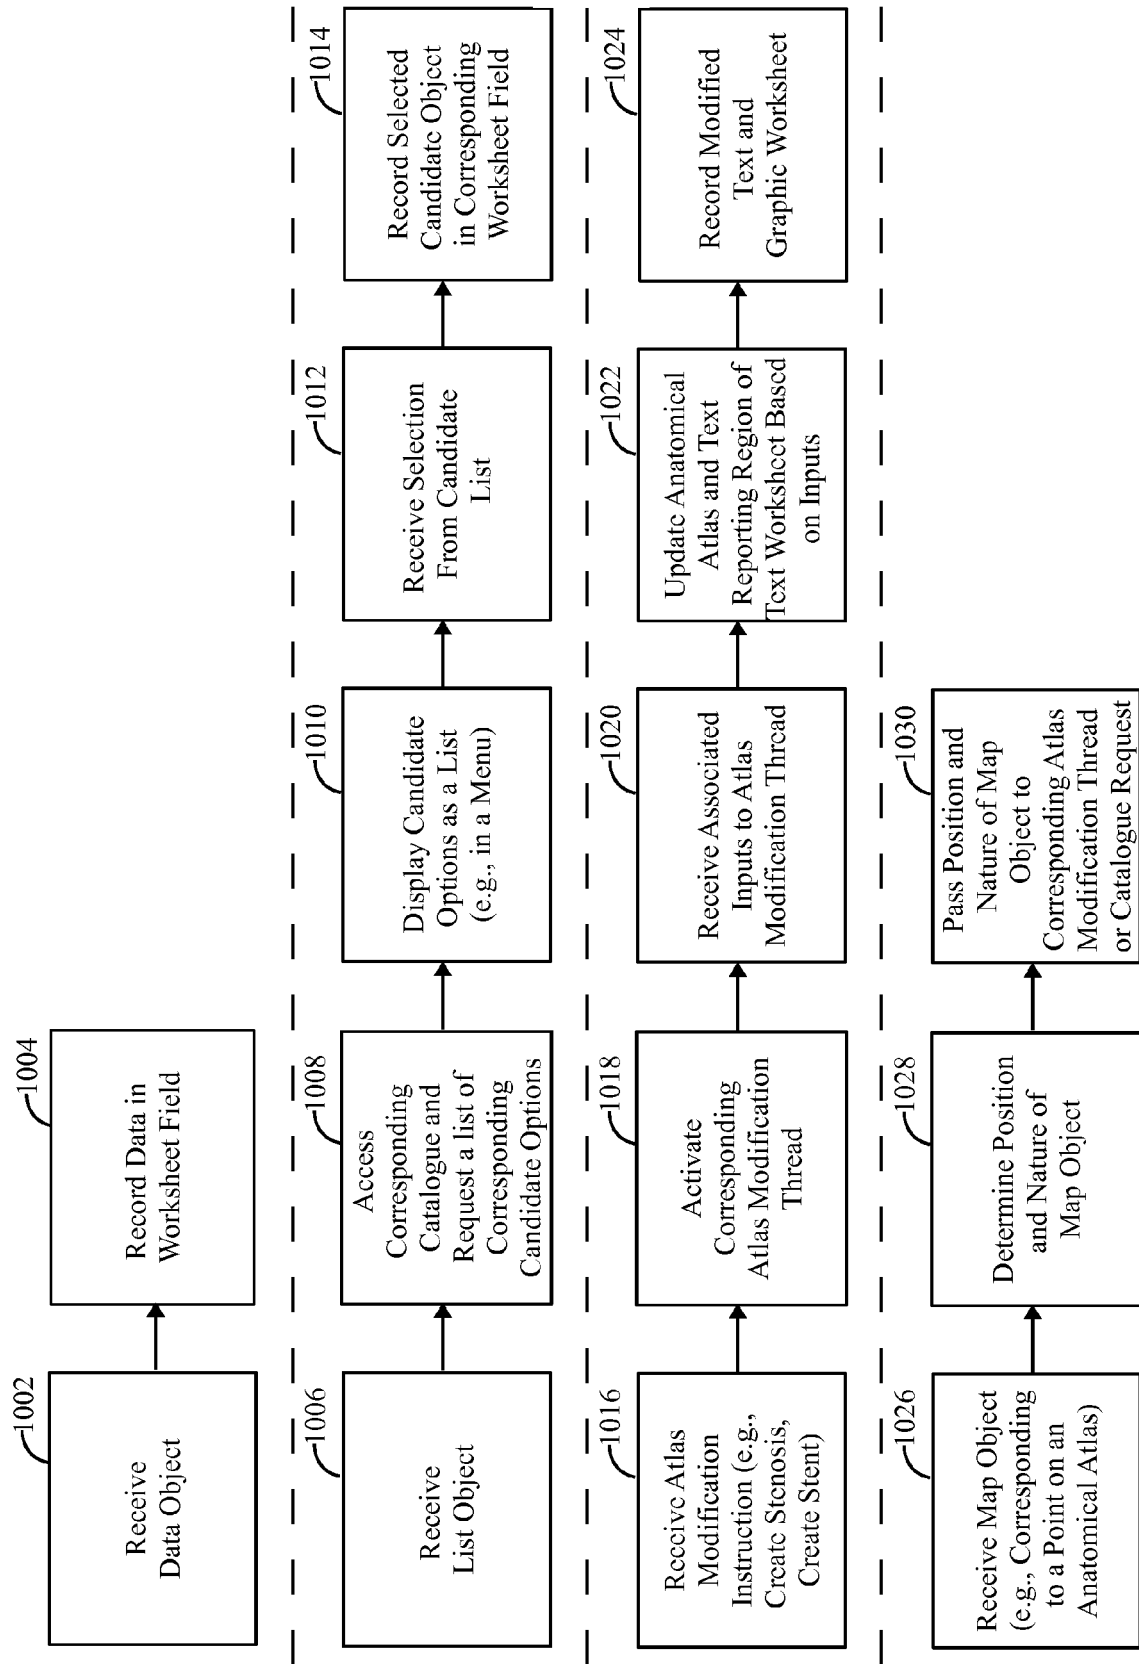 1002
Receive
Data Object
1004
Record Data in
Worksheet Field
1006
Receive
List Object
1008
Access
Corresponding
Catalogue and
Request a list of
Corresponding
Candidate Options
1010
Display Candidate
Options as a List
(e.g., in a Menu)
1012
Receive Selection
From Candidate
List
1014
Record Selected
Candidate Object
in Corresponding
Worksheet Field
1016
Receive Atlas
Modification
Instruction (e.g.,
Create Stenosis,
Create Stent)
1018
Activate
Corresponding
Atlas Modification
Thread
1020
Receive Associated
Inputs to Atlas
Modification Thread
1022
Update Anatomical
Atlas and Text
Reporting Region of
Text Worksheet Based
on Inputs
1024
Record Modified
Text and
Graphic Worksheet
1026
Receive Map Object
(e.g., Corresponding
to a Point on an
Anatomical Atlas)
1028
Determine Position
and Nature of
Map Object
1030
Pass Position and
Nature of Map
Object to
Corresponding Atlas
Modification Thread
or Catalogue Request